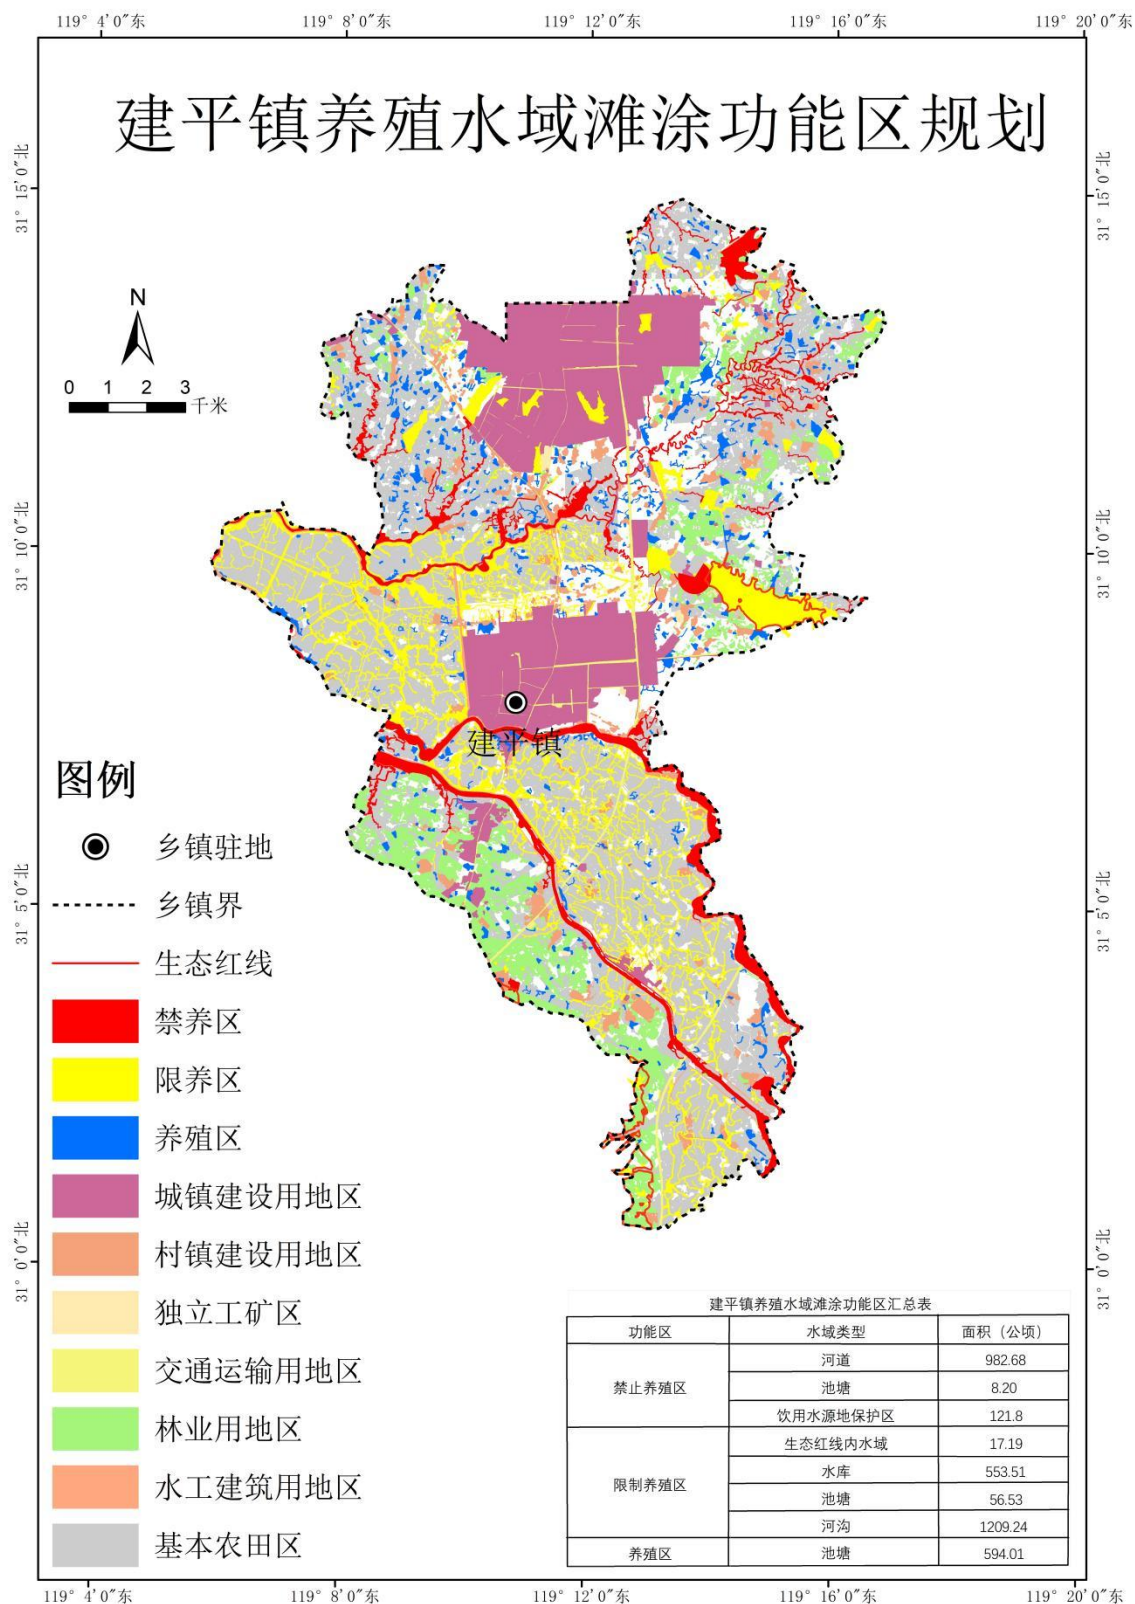 119° 4′0″东 119° 8′0″东 119° 12′0″东 119° 16′0″东 119° 20′0″东
建平镇养殖水域滩涂功能区规划
31° 15′0″北 31° 15′0″北
N
0 1 2 3
千米
31° 10′0″北 31° 10′0″北
建平镇
图例
乡镇驻地
乡镇界
31° 5′0″北 31° 5′0″北
生态红线
禁养区
限养区
养殖区
城镇建设用地区
村镇建设用地区
31° 0′0″北 31° 0′0″北
独立工矿区
交通运输用地区
林业用地区
水工建筑用地区
基本农田区
建平镇养殖水域滩涂功能区汇总表
功能区 水域类型 面积（公顷）
禁止养殖区 河道 982.68
池塘 8.20
饮用水源地保护区 121.8
限制养殖区 生态红线内水域 17.19
水库 553.51
池塘 56.53
河沟 1209.24
养殖区 池塘 594.01
119° 4′0″东 119° 8′0″东 119° 12′0″东 119° 16′0″东 119° 20′0″东